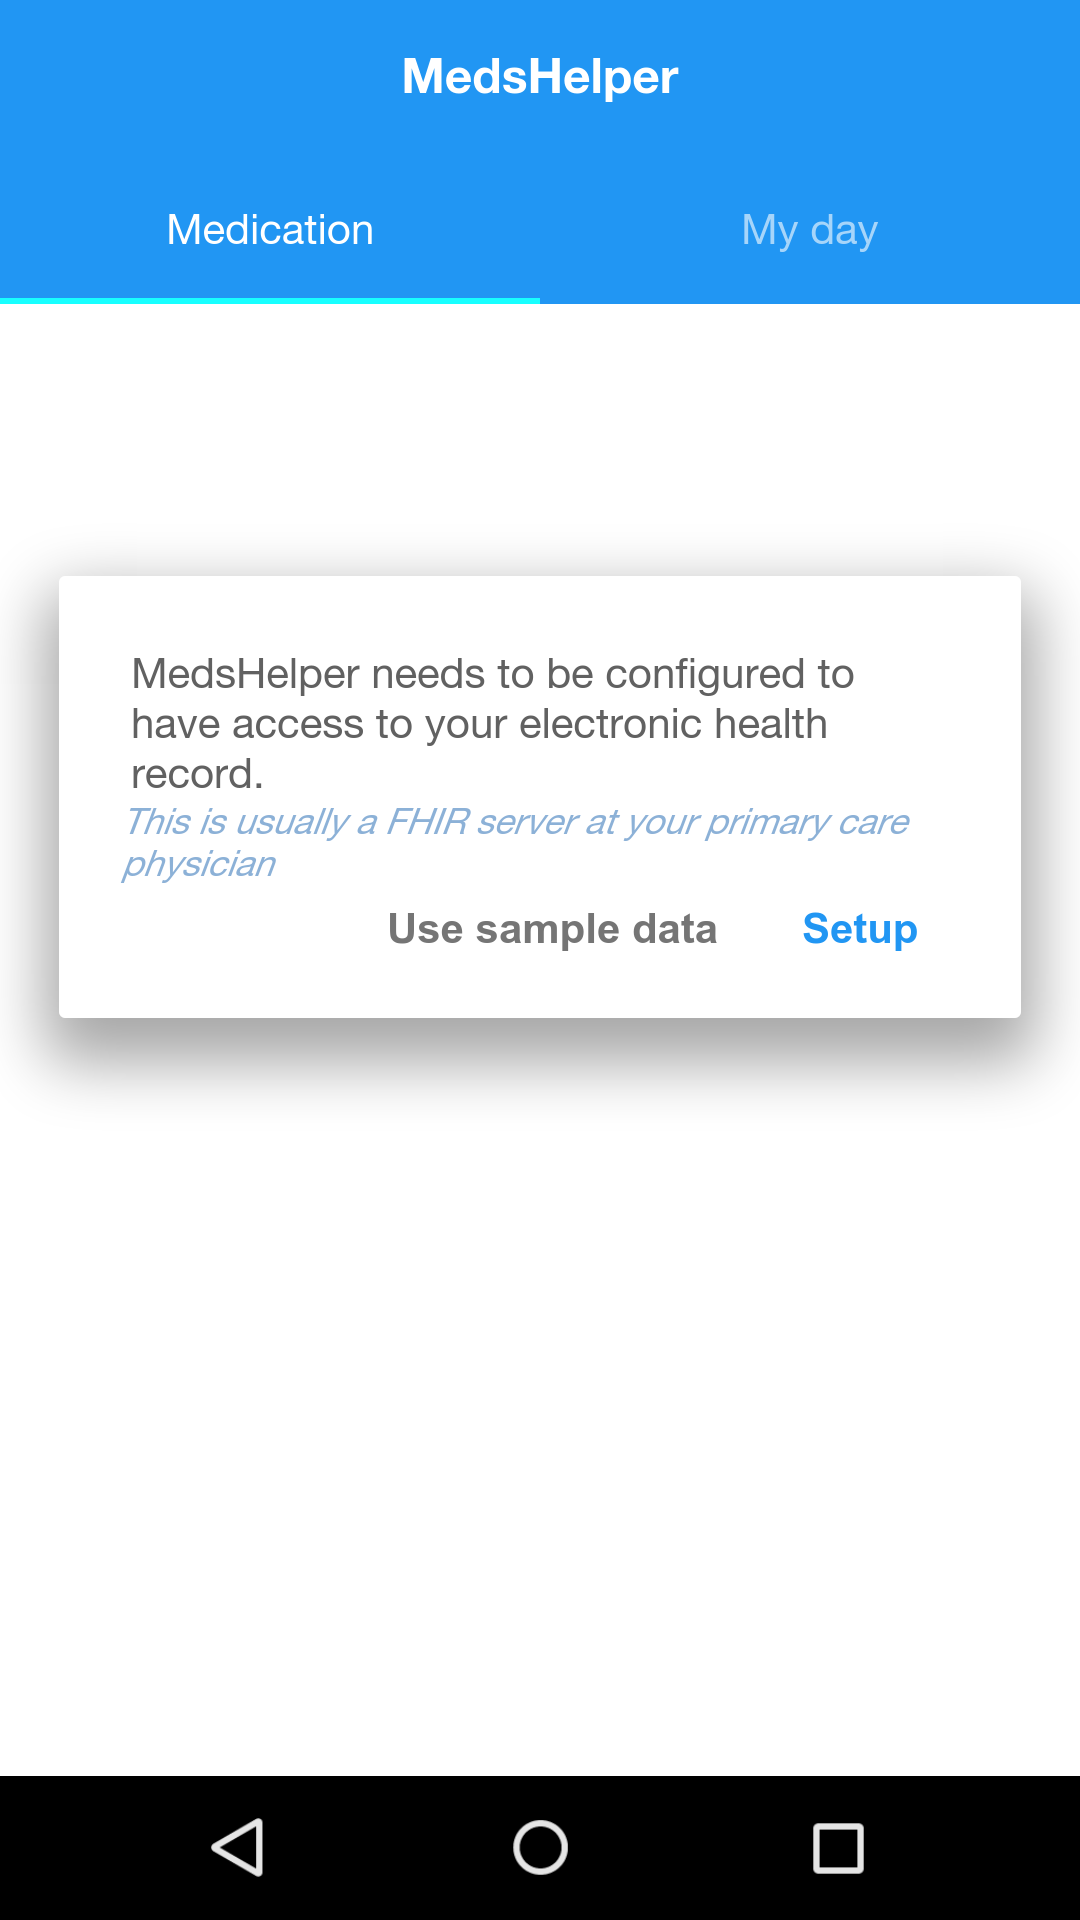 MedsHelper
Medication
My day
MedsHelper needs to be configured to
have access to your electronic health
record.
This is usually a FHIR server at your primary care
physician
Use sample data
Setup